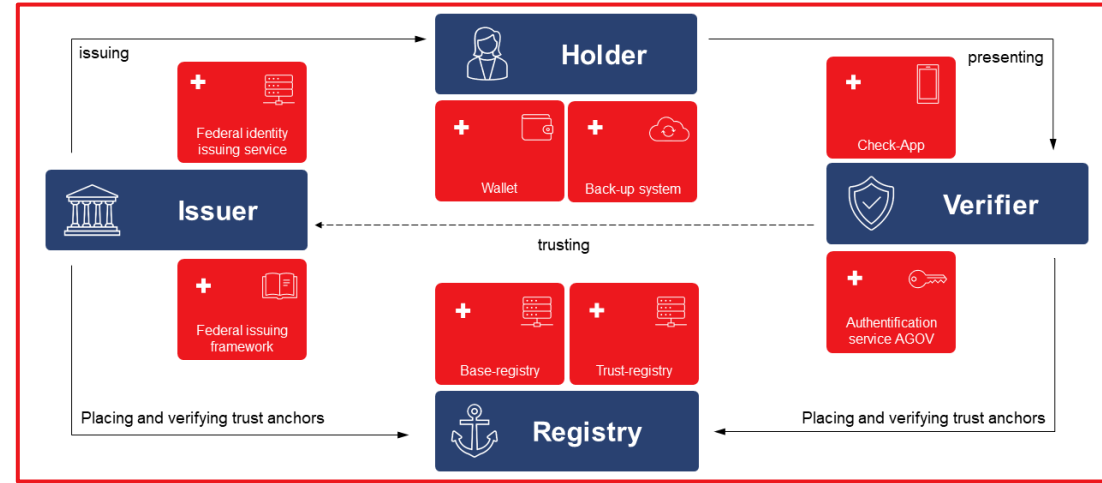 Holder
issuing
presenting
Federal identity
issuing service
Wallet
Back-up system
Check-App
Issuer
Verifier
trusting
Federal issuing
framework
Base-registry
Trust-registry
Authentification
service AGOV
Placing and verifying trust anchors
Placing and verifying trust anchors
Registry